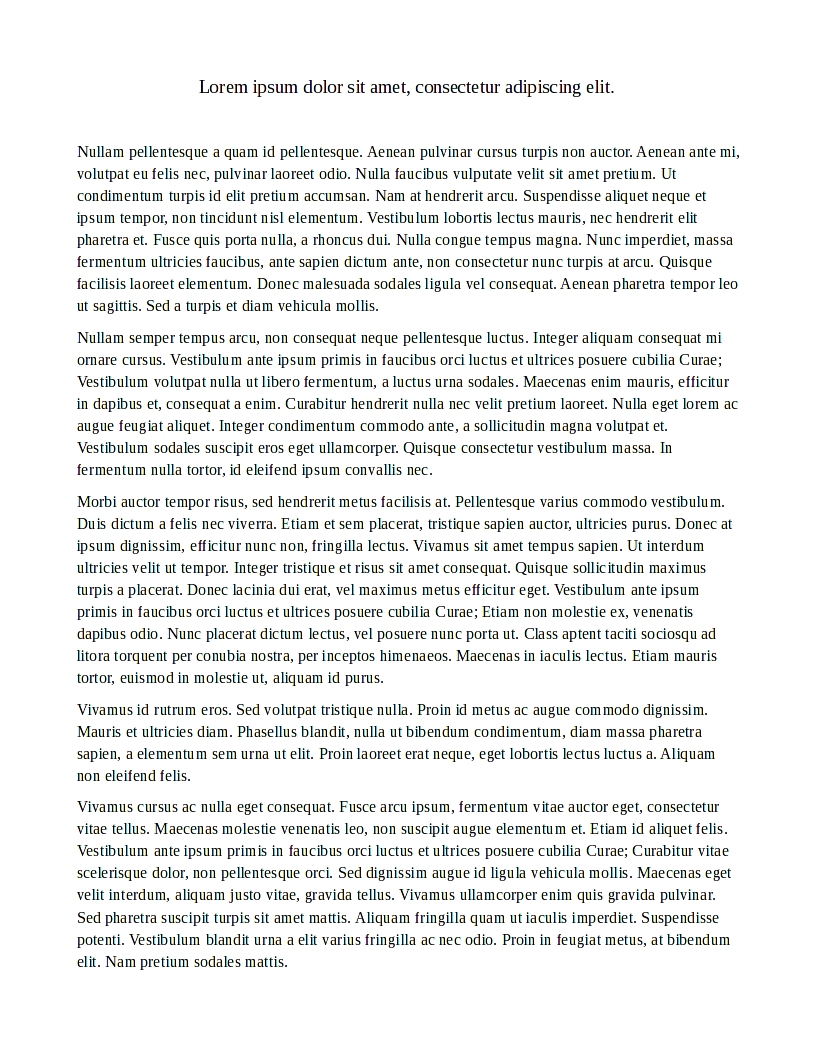 Lorem ipsum dolor sit amet, consectetur adipiscing elit.
Nullam pellentesque a quam id pellentesque. Aenean pulvinar cursus turpis non auctor. Aenean ante mi,
volutpat eu felis nec, pulvinar laoreet odio. Nulla faucibus vulputate velit sit amet pretium. Ut
condimentum turpis id elit pretium accumsan. Nam at hendrerit arcu. Suspendisse aliquet neque et
ipsum tempor, non tincidunt nisl elementum. Vestibulum lobortis lectus mauris, nec hendrerit elit
pharetra et. Fusce quis porta nulla, a rhoncus dui. Nulla congue tempus magna. Nunc imperdiet, massa
fermentum ultricies faucibus, ante sapien dictum ante, non consectetur nunc turpis at arcu. Quisque
facilisis laoreet elementum. Donec malesuada sodales ligula vel consequat. Aenean pharetra tempor leo
ut sagittis. Sed a turpis et diam vehicula mollis.
Nullam semper tempus arcu, non consequat neque pellentesque luctus. Integer aliquam consequat mi
ornare cursus. Vestibulum ante ipsum primis in faucibus orci luctus et ultrices posuere cubilia Curae;
Vestibulum volutpat nulla ut libero fermentum, a luctus urna sodales. Maecenas enim mauris, efficitur
in dapibus et, consequat a enim. Curabitur hendrerit nulla nec velit pretium laoreet. Nulla eget lorem ac
augue feugiat aliquet. Integer condimentum commodo ante, a sollicitudin magna volutpat et.
Vestibulum sodales suscipit eros eget ullamcorper. Quisque consectetur vestibulum massa. In
fermentum nulla tortor, id eleifend ipsum convallis nec.
Morbi auctor tempor risus, sed hendrerit metus facilisis at. Pellentesque varius commodo vestibulum.
Duis dictum a felis nec viverra. Etiam et sem placerat, tristique sapien auctor, ultricies purus. Donec at
ipsum dignissim, efficitur nunc non, fringilla lectus. Vivamus sit amet tempus sapien. Ut interdum
ultricies velit ut tempor. Integer tristique et risus sit amet consequat. Quisque sollicitudin maximus
turpis a placerat. Donec lacinia dui erat, vel maximus metus efficitur eget. Vestibulum ante ipsum
primis in faucibus orci luctus et ultrices posuere cubilia Curae; Etiam non molestie ex, venenatis
dapibus odio. Nunc placerat dictum lectus, vel posuere nunc porta ut. Class aptent taciti sociosqu ad
litora torquent per conubia nostra, per inceptos himenaeos. Maecenas in iaculis lectus. Etiam mauris
tortor, euismod in molestie ut, aliquam id purus.
Vivamus id rutrum eros. Sed volutpat tristique nulla. Proin id metus ac augue commodo dignissim.
Mauris et ultricies diam. Phasellus blandit, nulla ut bibendum condimentum, diam massa pharetra
sapien, a elementum sem urna ut elit. Proin laoreet erat neque, eget lobortis lectus luctus a. Aliquam
non eleifend felis.
Vivamus cursus ac nulla eget consequat. Fusce arcu ipsum, fermentum vitae auctor eget, consectetur
vitae tellus. Maecenas molestie venenatis leo, non suscipit augue elementum et. Etiam id aliquet felis.
Vestibulum ante ipsum primis in faucibus orci luctus et ultrices posuere cubilia Curae; Curabitur vitae
scelerisque dolor, non pellentesque orci. Sed dignissim augue id ligula vehicula mollis. Maecenas eget
velit interdum, aliquam justo vitae, gravida tellus. Vivamus ullamcorper enim quis gravida pulvinar.
Sed pharetra suscipit turpis sit amet mattis. Aliquam fringilla quam ut iaculis imperdiet. Suspendisse
potenti. Vestibulum blandit urna a elit varius fringilla ac nec odio. Proin in feugiat metus, at bibendum
elit. Nam pretium sodales mattis.